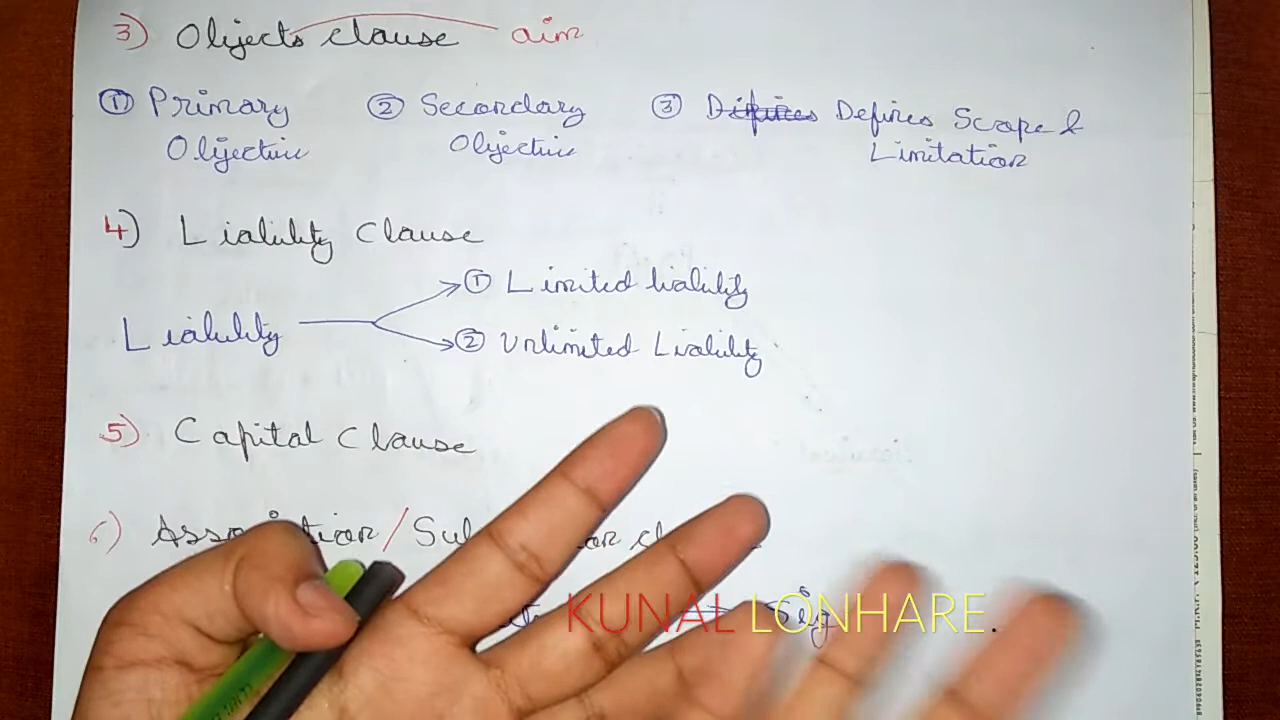 3) Objects clause aim
① Primary Objective ② Secondary Objective ③ Defines Defines Scope & Limitation
4) Liability Clause
Liability
① Limited liability
② Unlimited Liability
5) Capital Clause
6)
KUNAL LONHARE